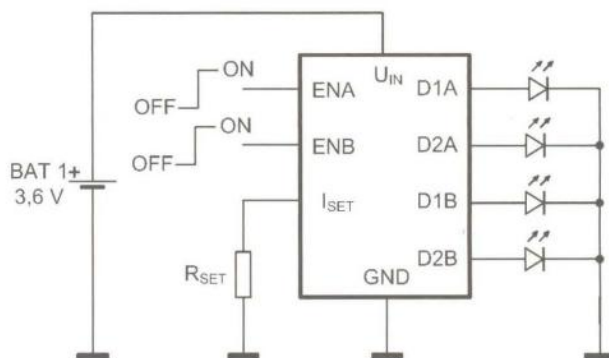 ON
OFF
ON
OFF
BAT 1+
3,6 V
R_SET
U_IN
ENA
ENB
I_SET
GND
D1A
D2A
D1B
D2B